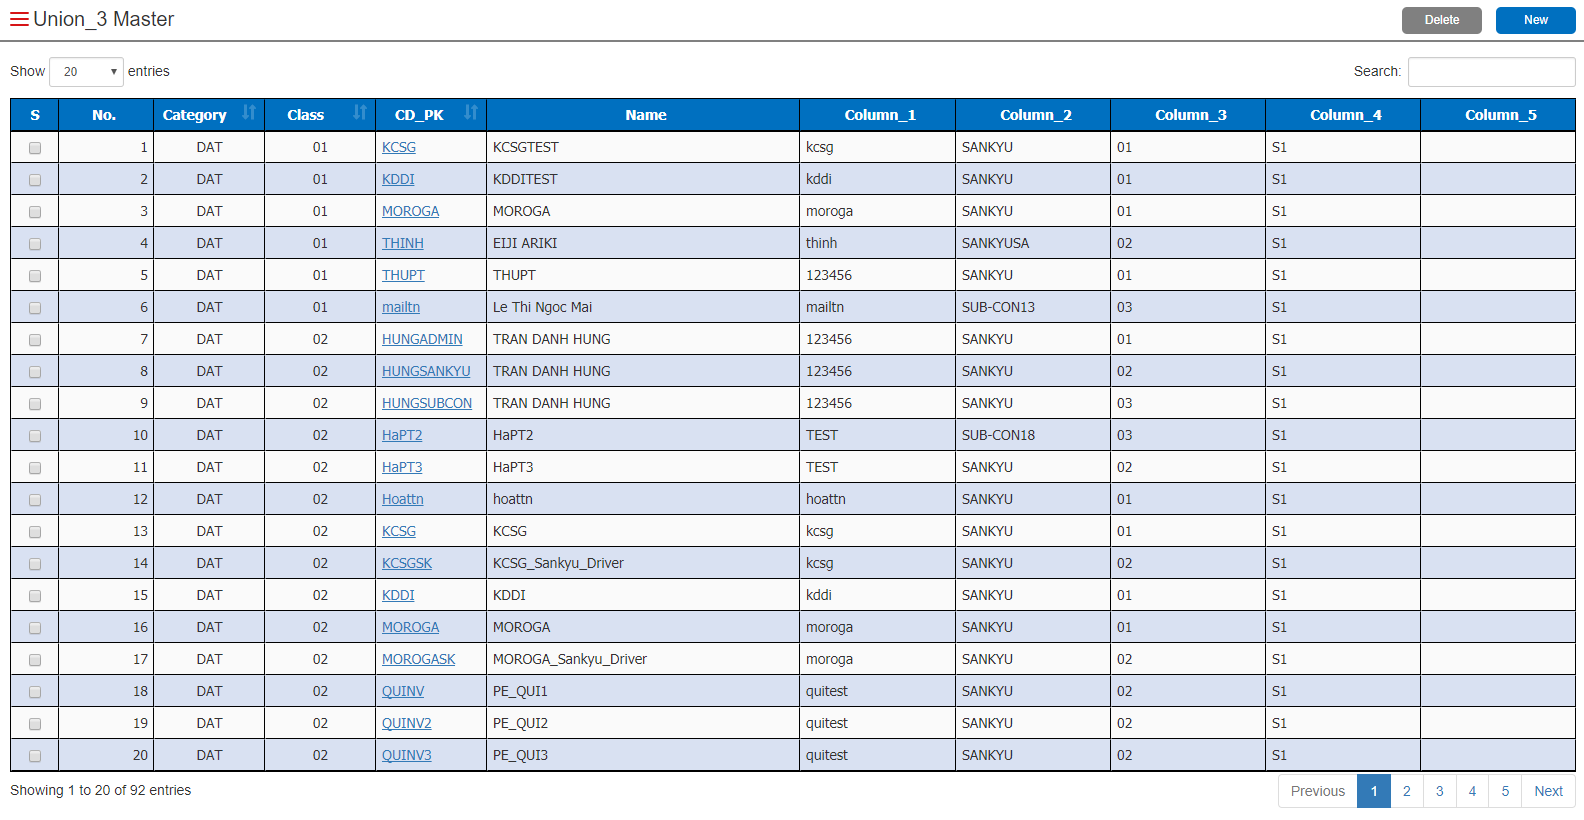 Union_3 Master
Delete New
Show 20 entries Search:
S No. Category Class CD_PK Name Column_1 Column_2 Column_3 Column_4 Column_5
1 DAT 01 KCSG KCSGTEST kcsg SANKYU 01 S1
2 DAT 01 KDDI KDDITEST kddi SANKYU 01 S1
3 DAT 01 MOROGA MOROGA moroga SANKYU 01 S1
4 DAT 01 THINH EIJI ARIKI thinh SANKYUSA 02 S1
5 DAT 01 THUPT THUPT 123456 SANKYU 01 S1
6 DAT 01 mailtn Le Thi Ngoc Mai mailtn SUB-CON13 03 S1
7 DAT 02 HUNGADMIN TRAN DANH HUNG 123456 SANKYU 01 S1
8 DAT 02 HUNGSANKYU TRAN DANH HUNG 123456 SANKYU 02 S1
9 DAT 02 HUNGSUBCON TRAN DANH HUNG 123456 SANKYU 03 S1
10 DAT 02 HaPT2 HaPT2 TEST SUB-CON18 03 S1
11 DAT 02 HaPT3 HaPT3 TEST SANKYU 02 S1
12 DAT 02 Hoattn hoattn hoattn SANKYU 01 S1
13 DAT 02 KCSG KCSG kcsg SANKYU 01 S1
14 DAT 02 KCSGSK KCSG_Sankyu_Driver kcsg SANKYU 02 S1
15 DAT 02 KDDI KDDI kddi SANKYU 01 S1
16 DAT 02 MOROGA MOROGA moroga SANKYU 01 S1
17 DAT 02 MOROGASK MOROGA_Sankyu_Driver moroga SANKYU 02 S1
18 DAT 02 QUINV PE_QUI1 quitest SANKYU 02 S1
19 DAT 02 QUINV2 PE_QUI2 quitest SANKYU 02 S1
20 DAT 02 QUINV3 PE_QUI3 quitest SANKYU 02 S1
Showing 1 to 20 of 92 entries Previous 1 2 3 4 5 Next